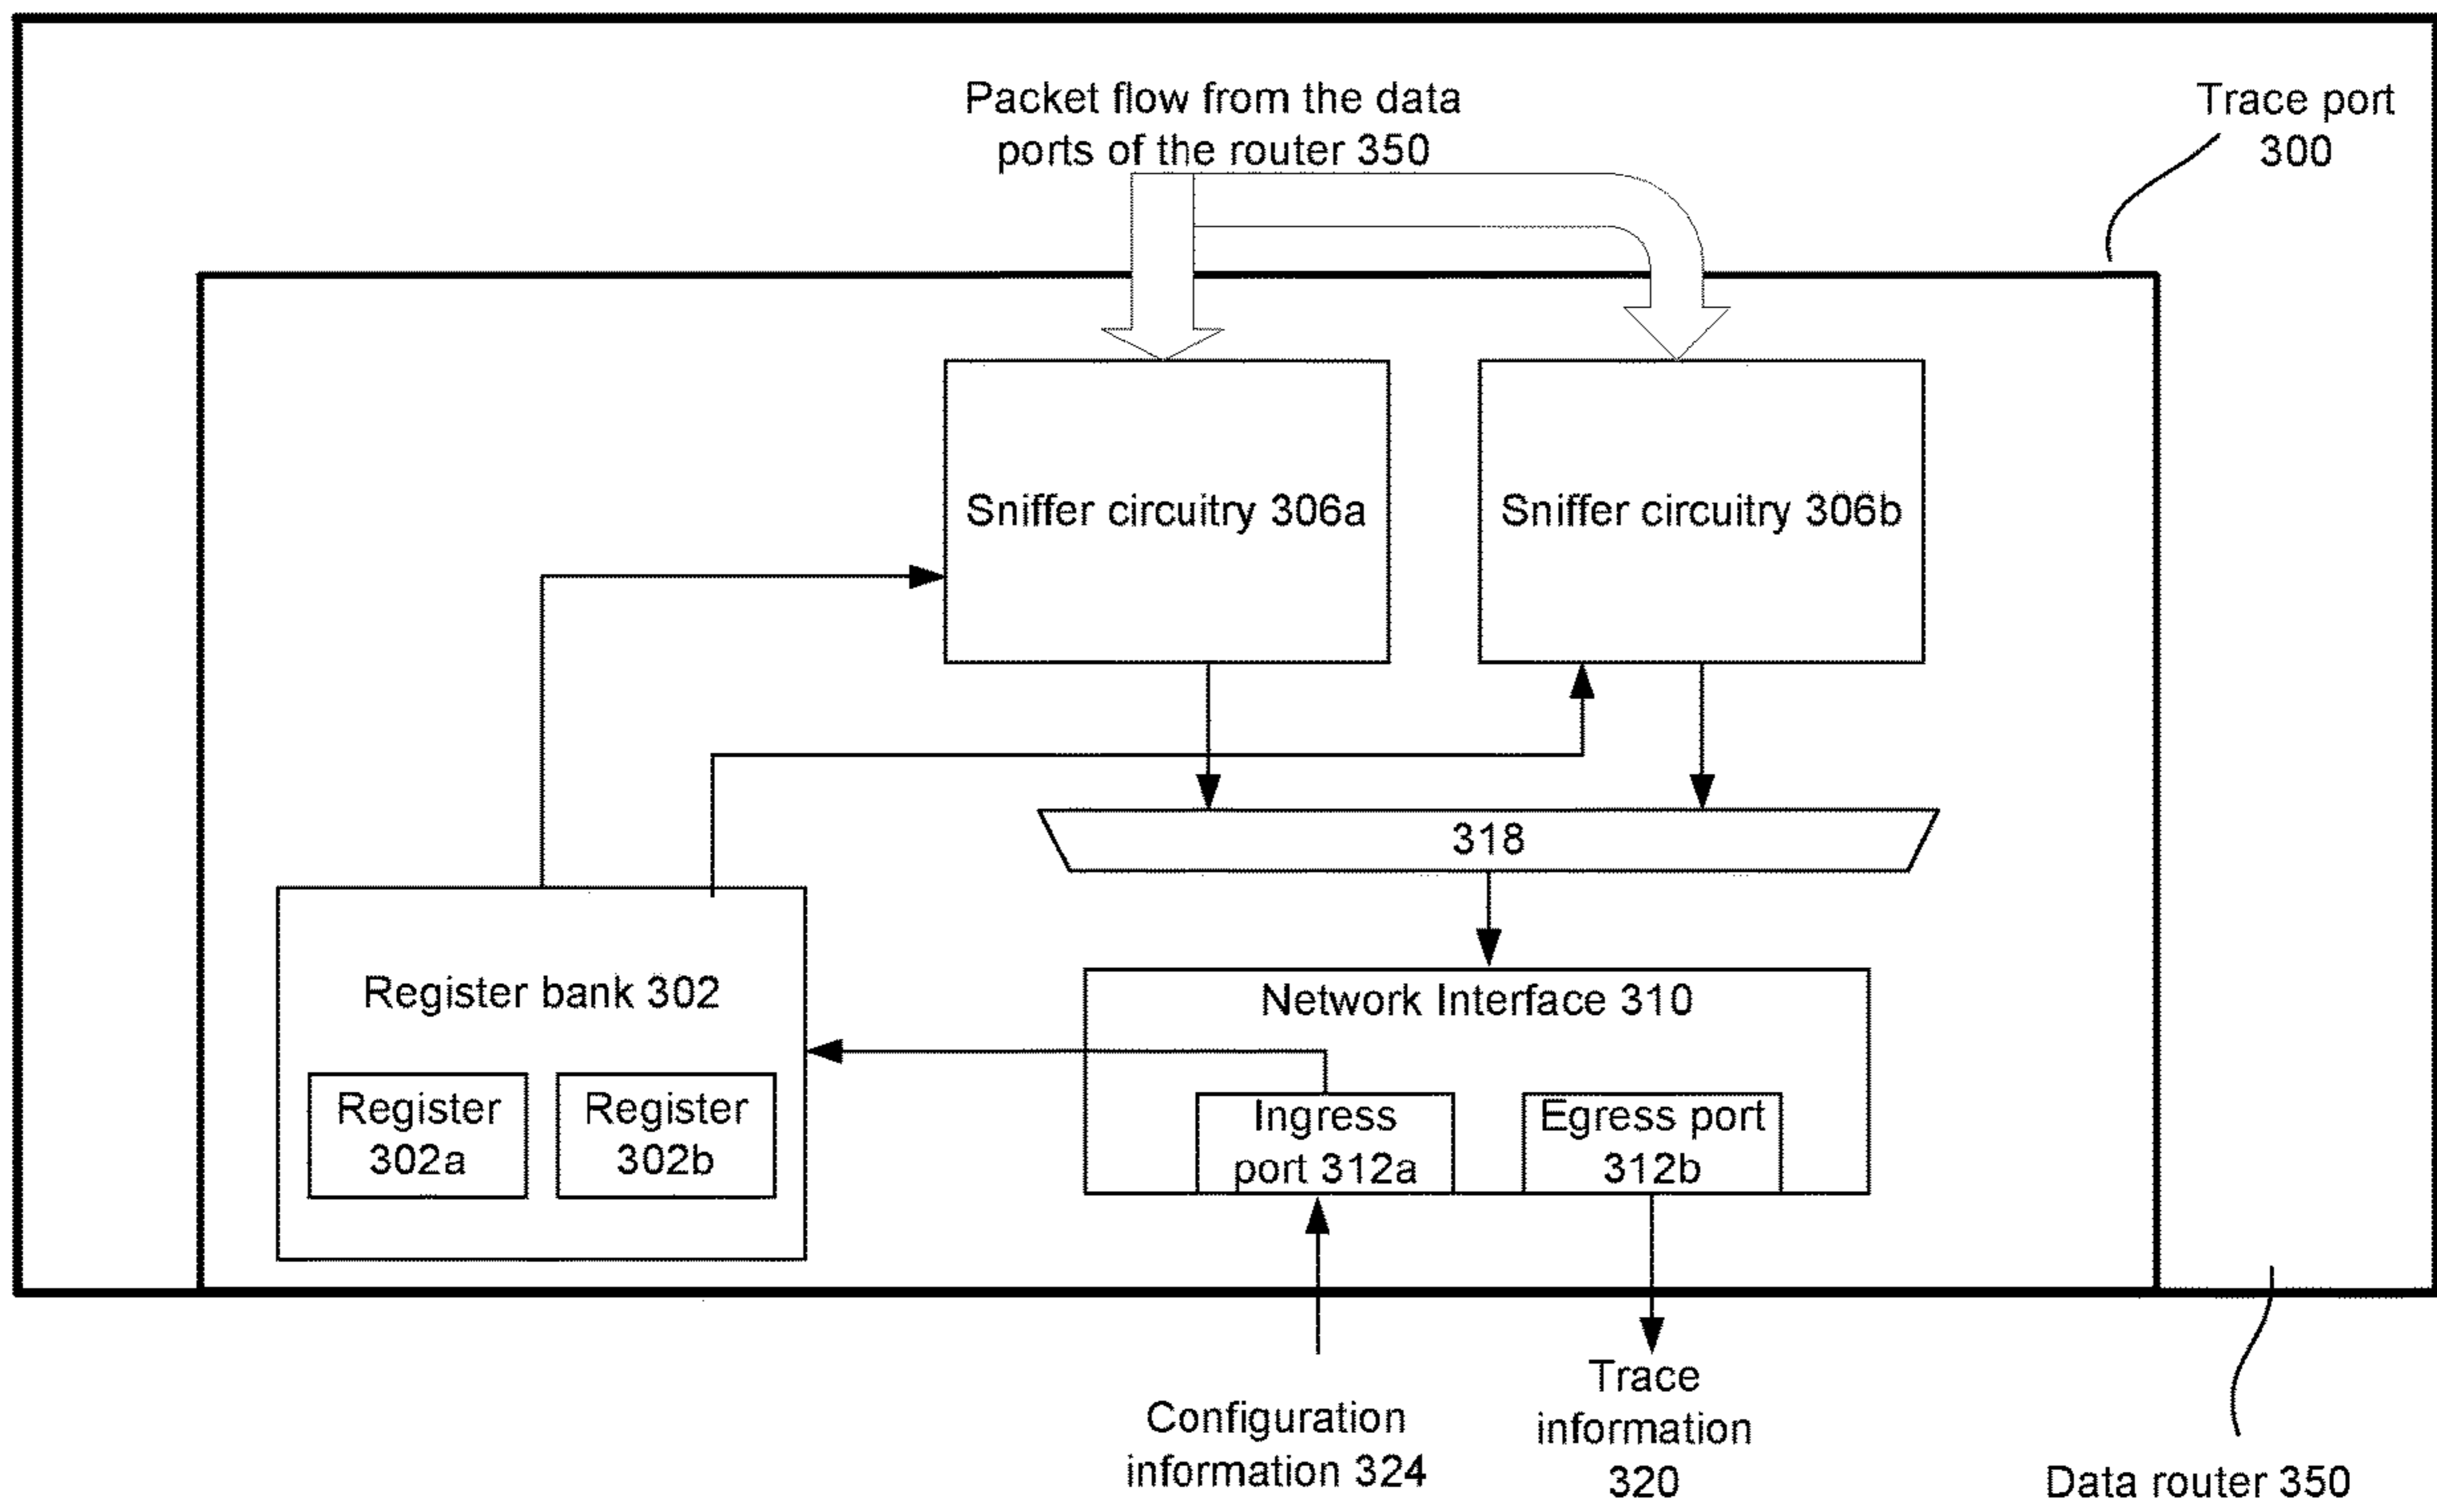 Packet flow from the data
ports of the router 350
Trace port
300
Sniffer circuitry 306a
Sniffer circuitry 306b
318
Register bank 302
Register
302a
Register
302b
Network Interface 310
Ingress
port 312a
Egress port
312b
Configuration
information 324
Trace
information
320
Data router 350